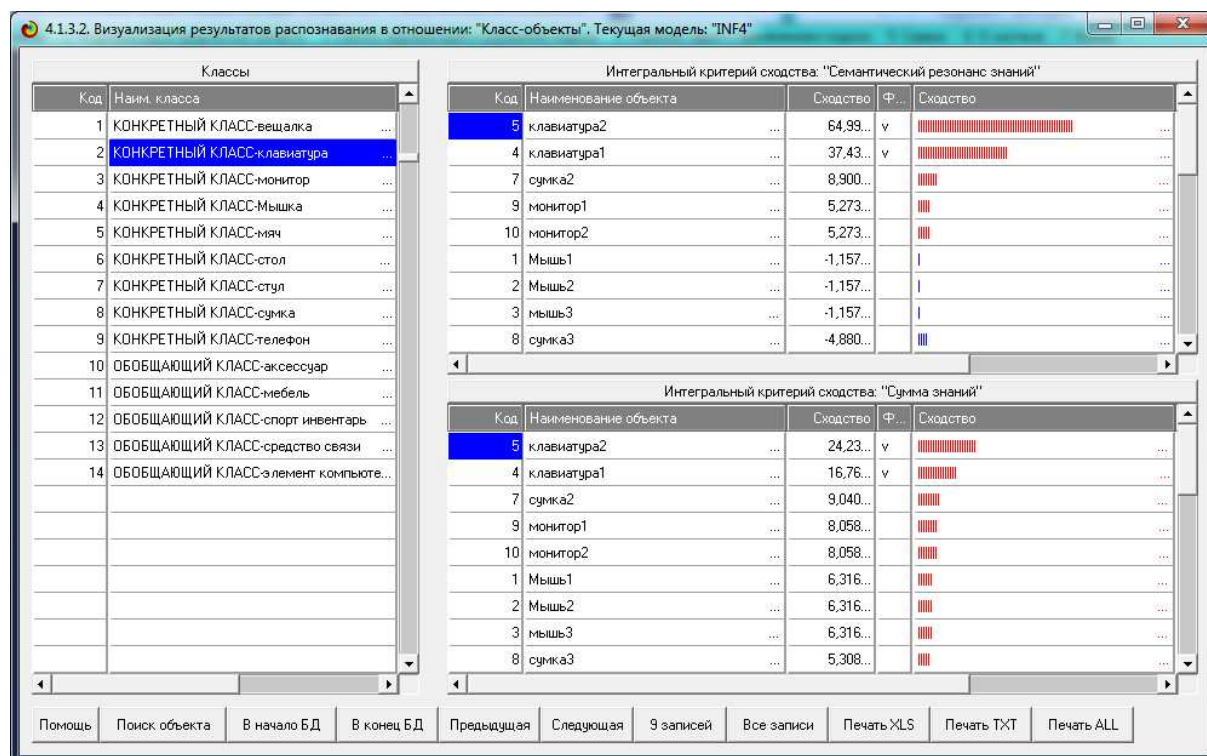 4.1.3.2. Визуализация результатов распознавания в отношении: "Класс-объекты". Текущая модель: "INF4"
Классы
Код Наим. класса
1 КОНКРЕТНЫЙ КЛАСС-вещалка ...
2 КОНКРЕТНЫЙ КЛАСС-клавиатура ...
3 КОНКРЕТНЫЙ КЛАСС-монитор ...
4 КОНКРЕТНЫЙ КЛАСС-Мышка ...
5 КОНКРЕТНЫЙ КЛАСС-мяч ...
6 КОНКРЕТНЫЙ КЛАСС-стол ...
7 КОНКРЕТНЫЙ КЛАСС-стул ...
8 КОНКРЕТНЫЙ КЛАСС-сумка ...
9 КОНКРЕТНЫЙ КЛАСС-телефон ...
10 ОБОБЩАЮЩИЙ КЛАСС-аксессуар ...
11 ОБОБЩАЮЩИЙ КЛАСС-мебель ...
12 ОБОБЩАЮЩИЙ КЛАСС-спорт инвентарь ...
13 ОБОБЩАЮЩИЙ КЛАСС-средство связи ...
14 ОБОБЩАЮЩИЙ КЛАСС-элемент компьюте...
Интегральный критерий сходства: "Семантический резонанс знаний"
Код Наименование объекта Сходство Ф... Сходство
5 клавиатура2 ... 64,99... v ...
4 клавиатура1 ... 37,43... v ...
7 сумка2 ... 8,900... ...
9 монитор1 ... 5,273... ...
10 монитор2 ... 5,273... ...
1 Мышь1 ... -1,157... ...
2 Мышь2 ... -1,157... ...
3 мышь3 ... -1,157... ...
8 сумка3 ... -4,880... ...
Интегральный критерий сходства: "Сумма знаний"
Код Наименование объекта Сходство Ф... Сходство
5 клавиатура2 ... 24,23... v ...
4 клавиатура1 ... 16,76... v ...
7 сумка2 ... 9,040... ...
9 монитор1 ... 8,058... ...
10 монитор2 ... 8,058... ...
1 Мышь1 ... 6,316... ...
2 Мышь2 ... 6,316... ...
3 мышь3 ... 6,316... ...
8 сумка3 ... 5,308... ...
Помощь Поиск объекта В начало БД В конец БД Предыдущая Следующая 9 записей Все записи Печать XLS Печать TXT Печать ALL